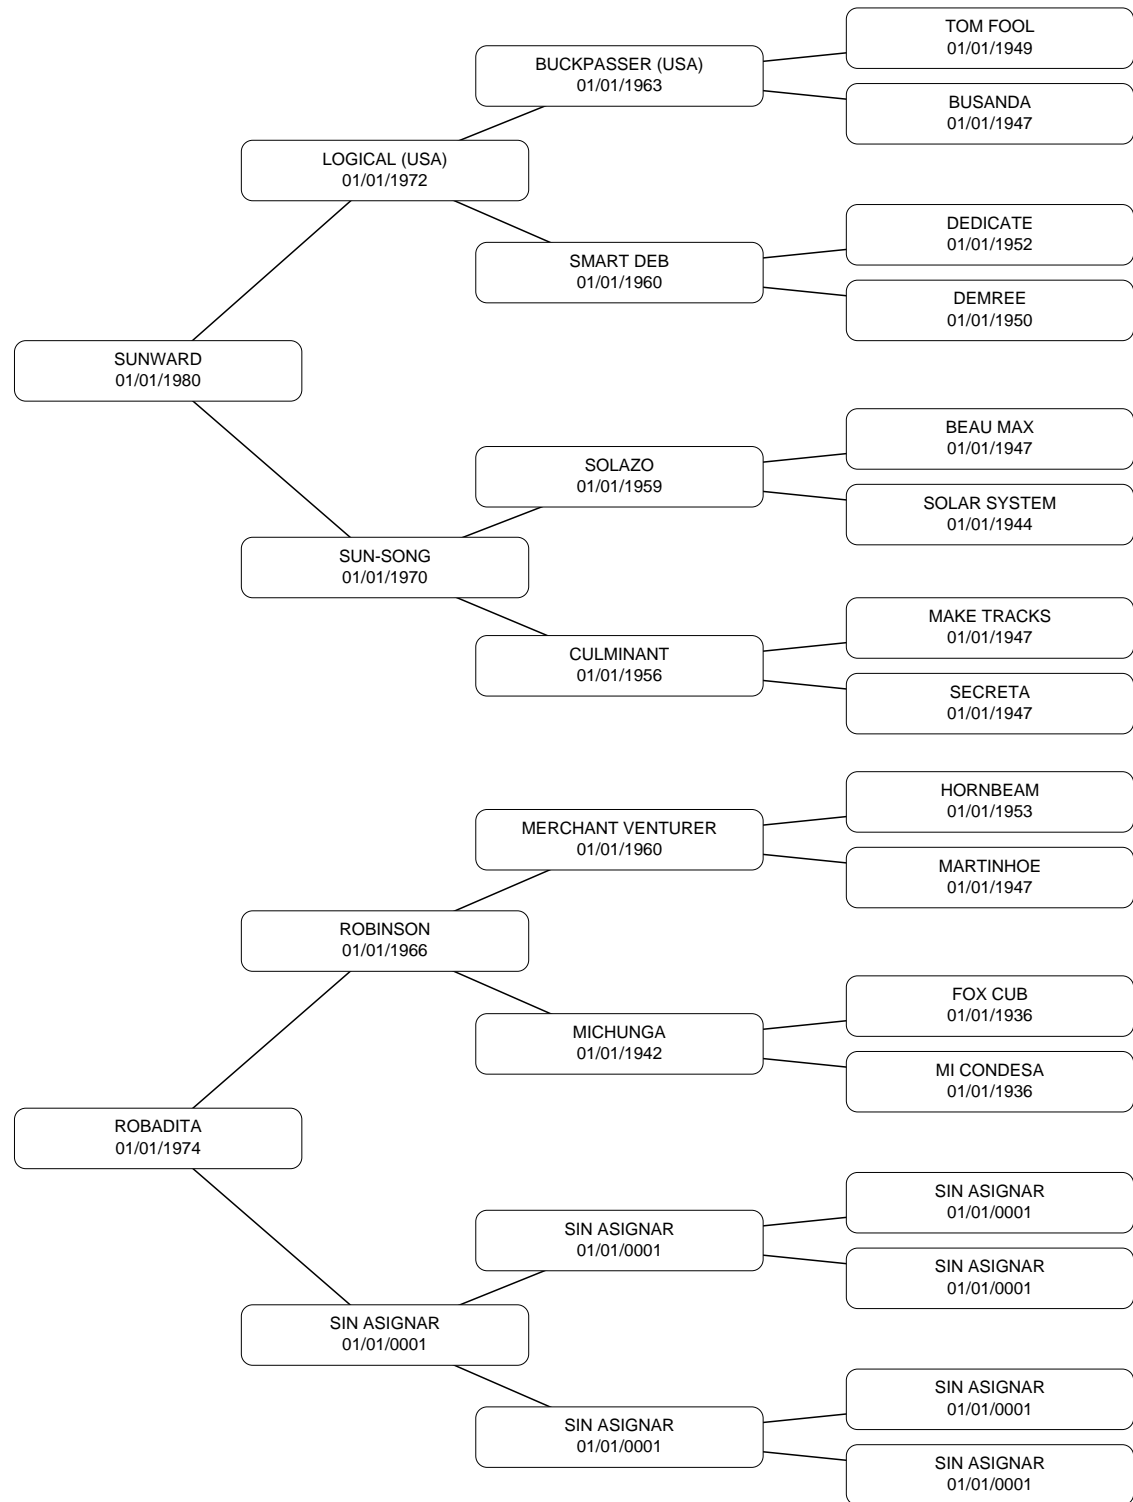 TOM FOOL
01/01/1949
BUCKPASSER (USA)
01/01/1963
BUSANDA
01/01/1947
LOGICAL (USA)
01/01/1972
DEDICATE
01/01/1952
SMART DEB
01/01/1960
DEMREE
01/01/1950
SUNWARD
01/01/1980
BEAU MAX
01/01/1947
SOLAZO
01/01/1959
SOLAR SYSTEM
01/01/1944
SUN-SONG
01/01/1970
MAKE TRACKS
01/01/1947
CULMINANT
01/01/1956
SECRETA
01/01/1947
HORNBEAM
01/01/1953
MERCHANT VENTURER
01/01/1960
MARTINHOE
01/01/1947
ROBINSON
01/01/1966
FOX CUB
01/01/1936
MICHUNGA
01/01/1942
MI CONDESA
01/01/1936
ROBADITA
01/01/1974
SIN ASIGNAR
01/01/0001
SIN ASIGNAR
01/01/0001
SIN ASIGNAR
01/01/0001
SIN ASIGNAR
01/01/0001
SIN ASIGNAR
01/01/0001
SIN ASIGNAR
01/01/0001
SIN ASIGNAR
01/01/0001